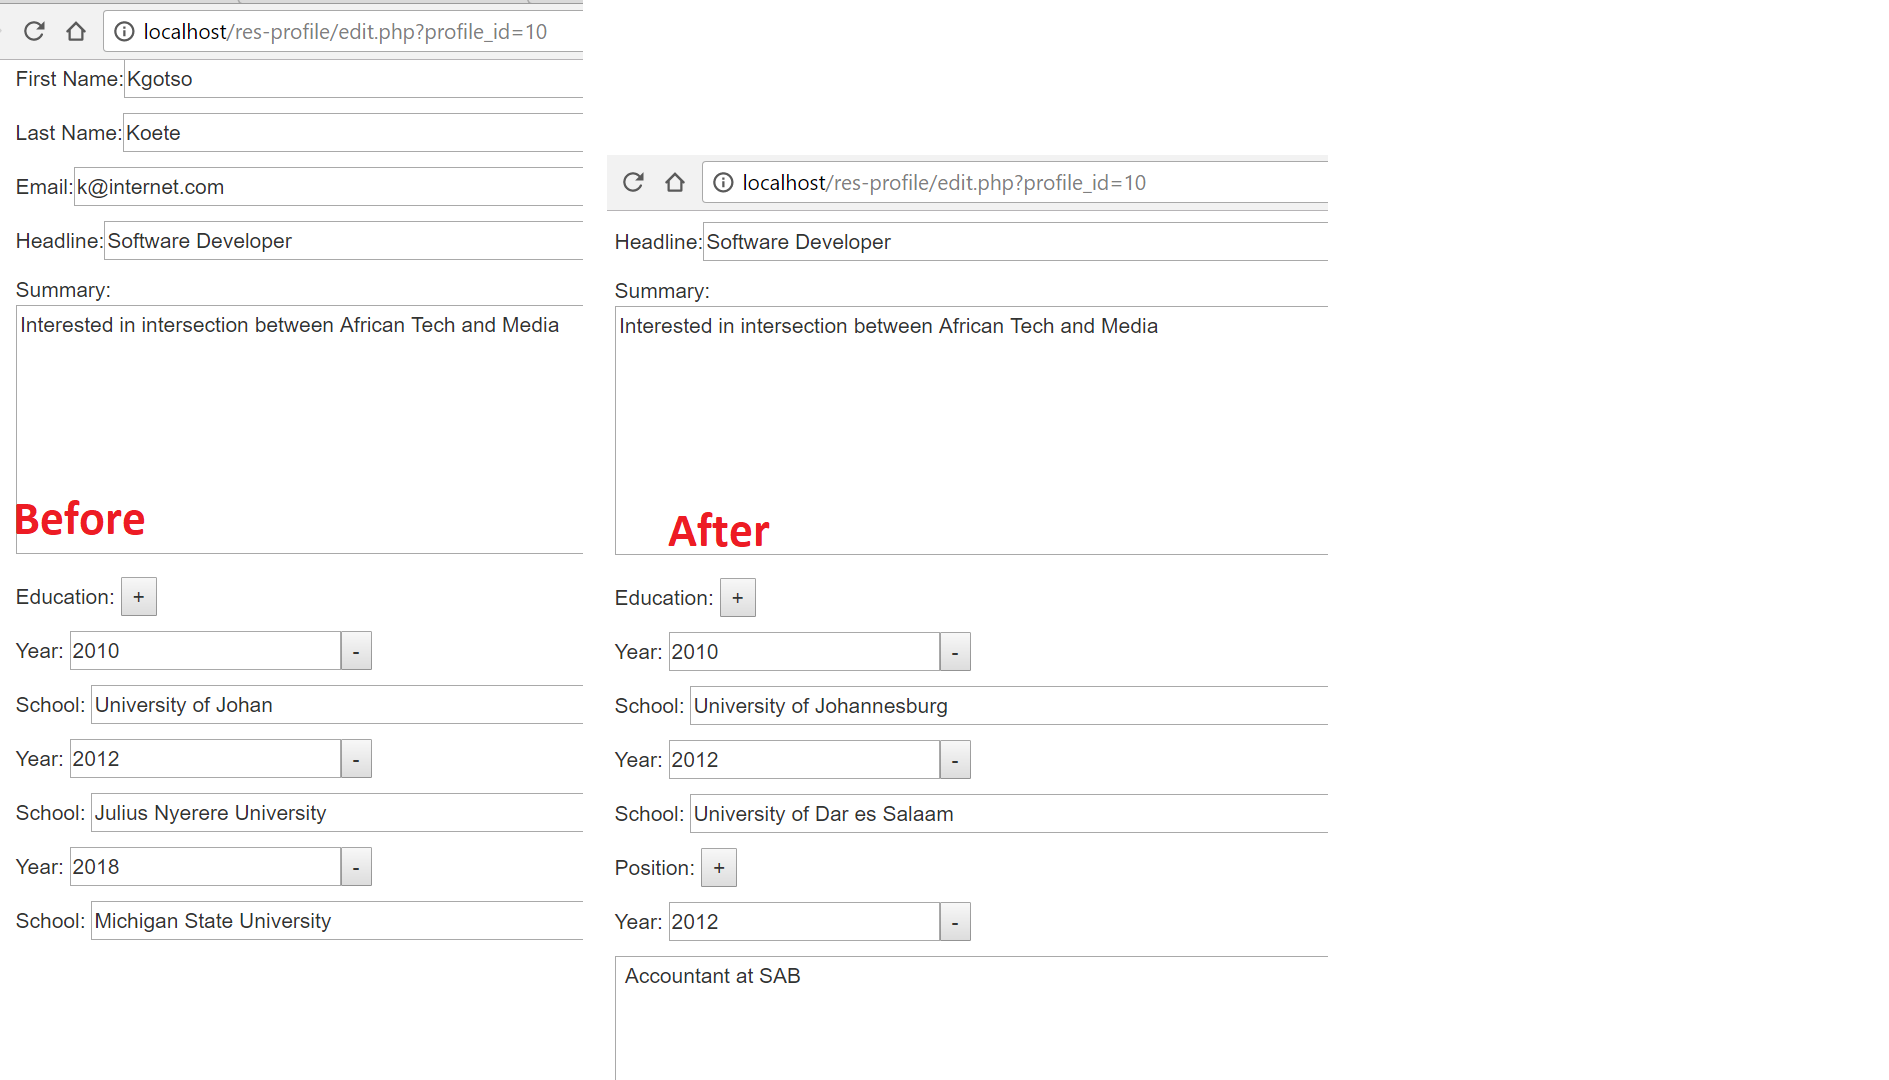 localhost/res-profile/edit.php?profile_id=10
First Name: Kgotso
Last Name: Koete
Email: k@internet.com
Headline: Software Developer
Summary:
Interested in intersection between African Tech and Media
Before
Education: +
Year: 2010 -
School: University of Johan
Year: 2012 -
School: Julius Nyerere University
Year: 2018 -
School: Michigan State University
localhost/res-profile/edit.php?profile_id=10
Headline: Software Developer
Summary:
Interested in intersection between African Tech and Media
After
Education: +
Year: 2010 -
School: University of Johannesburg
Year: 2012 -
School: University of Dar es Salaam
Position: +
Year: 2012 -
Accountant at SAB